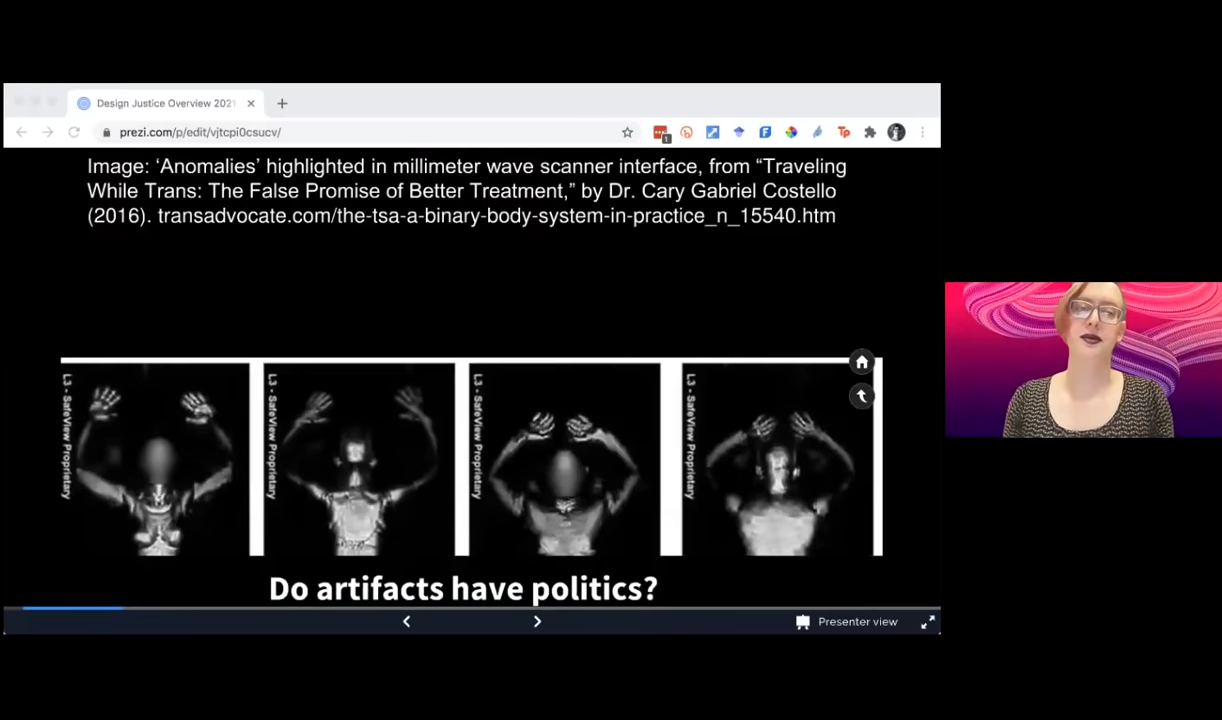 Design Justice Overview 2021
prezi.com/p/edit/vjtcpi0csucv/
1
Tp
Image: ‘Anomalies’ highlighted in millimeter wave scanner interface, from “Traveling
While Trans: The False Promise of Better Treatment,” by Dr. Cary Gabriel Costello
(2016). transadvocate.com/the-tsa-a-binary-body-system-in-practice_n_15540.htm
L3 - SafeView Proprietary
L3 - SafeView Proprietary
L3 - SafeView Proprietary
L3 - SafeView Proprietary
Do artifacts have politics?
Presenter view